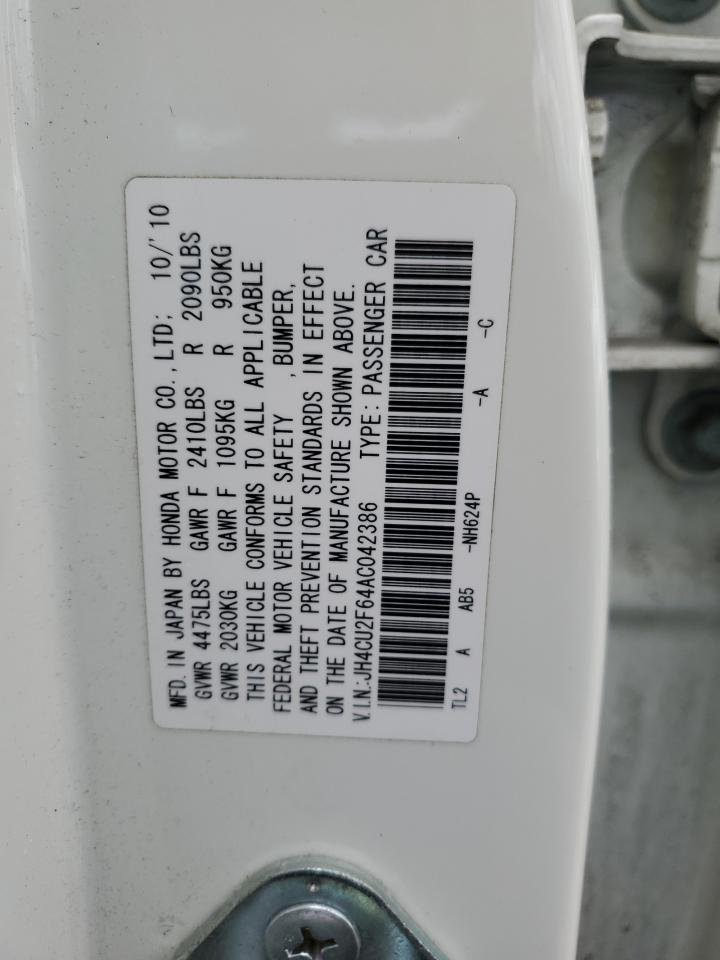 MFD. IN JAPAN BY HONDA MOTOR CO.,LTD; 10/'10
GVWR 4475LBS GAWR F 2410LBS R 2090LBS
GVWR 2030KG GAWR F 1095KG R 950KG
THIS VEHICLE CONFORMS TO ALL APPLICABLE
FEDERAL MOTOR VEHICLE SAFETY , BUMPER,
AND THEFT PREVENTION STANDARDS IN EFFECT
ON THE DATE OF MANUFACTURE SHOWN ABOVE.
V.I.N.:JH4CU2F64AC042386 TYPE: PASSENGER CAR
TL2 A AB5 -NH624P -A -C